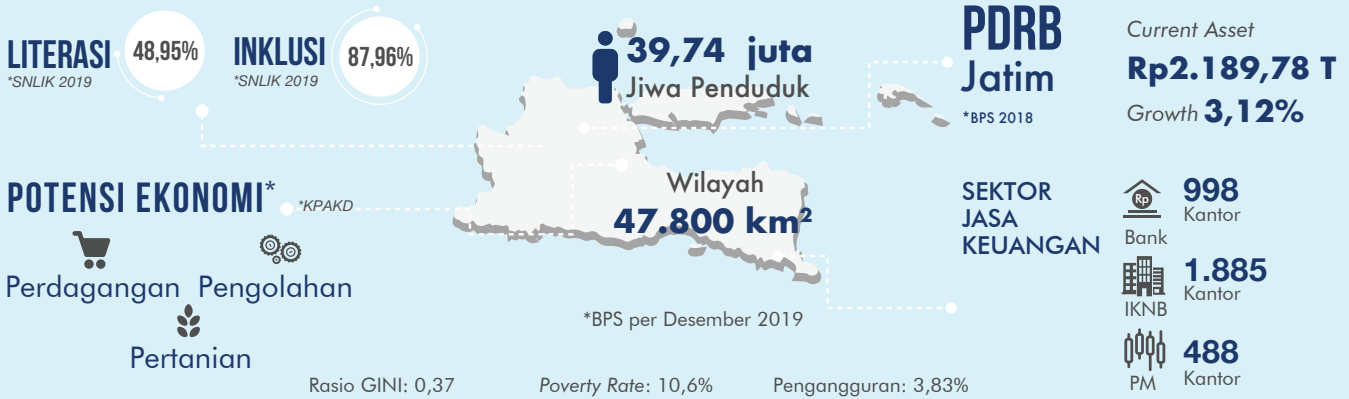 LITERASI
*SNLIK 2019
48,95%
INKLUSI
*SNLIK 2019
87,96%
39,74 juta
Jiwa Penduduk
PDRB
Jatim
*BPS 2018
Current Asset
Rp2.189,78 T
Growth 3,12%
POTENSI EKONOMI*
*KPAKD
Perdagangan
Pengolahan
Pertanian
Wilayah
47.800 km²
*BPS per Desember 2019
SEKTOR
JASA
KEUANGAN
Rp
Bank
998
Kantor
IKNB
1.885
Kantor
PM
488
Kantor
Rasio GINI: 0,37
Poverty Rate: 10,6%
Pengangguran: 3,83%